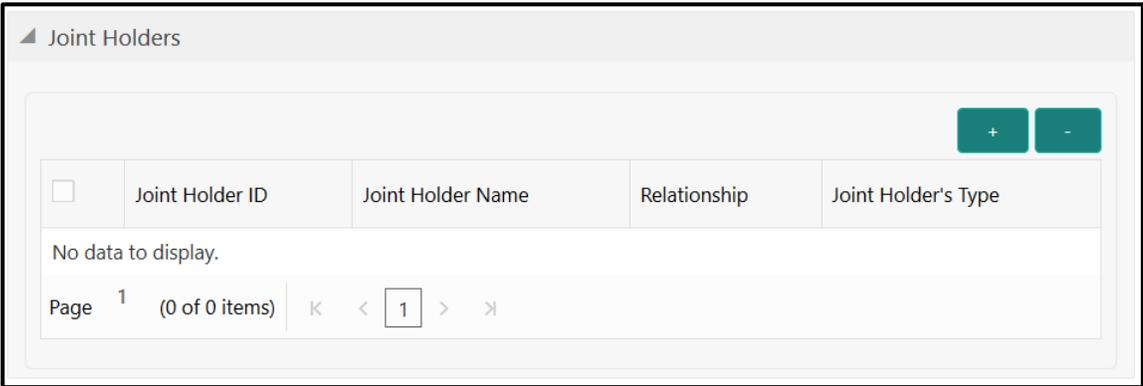 Joint Holders
+ -
Joint Holder ID Joint Holder Name Relationship Joint Holder's Type
No data to display.
Page 1 (0 of 0 items) 1